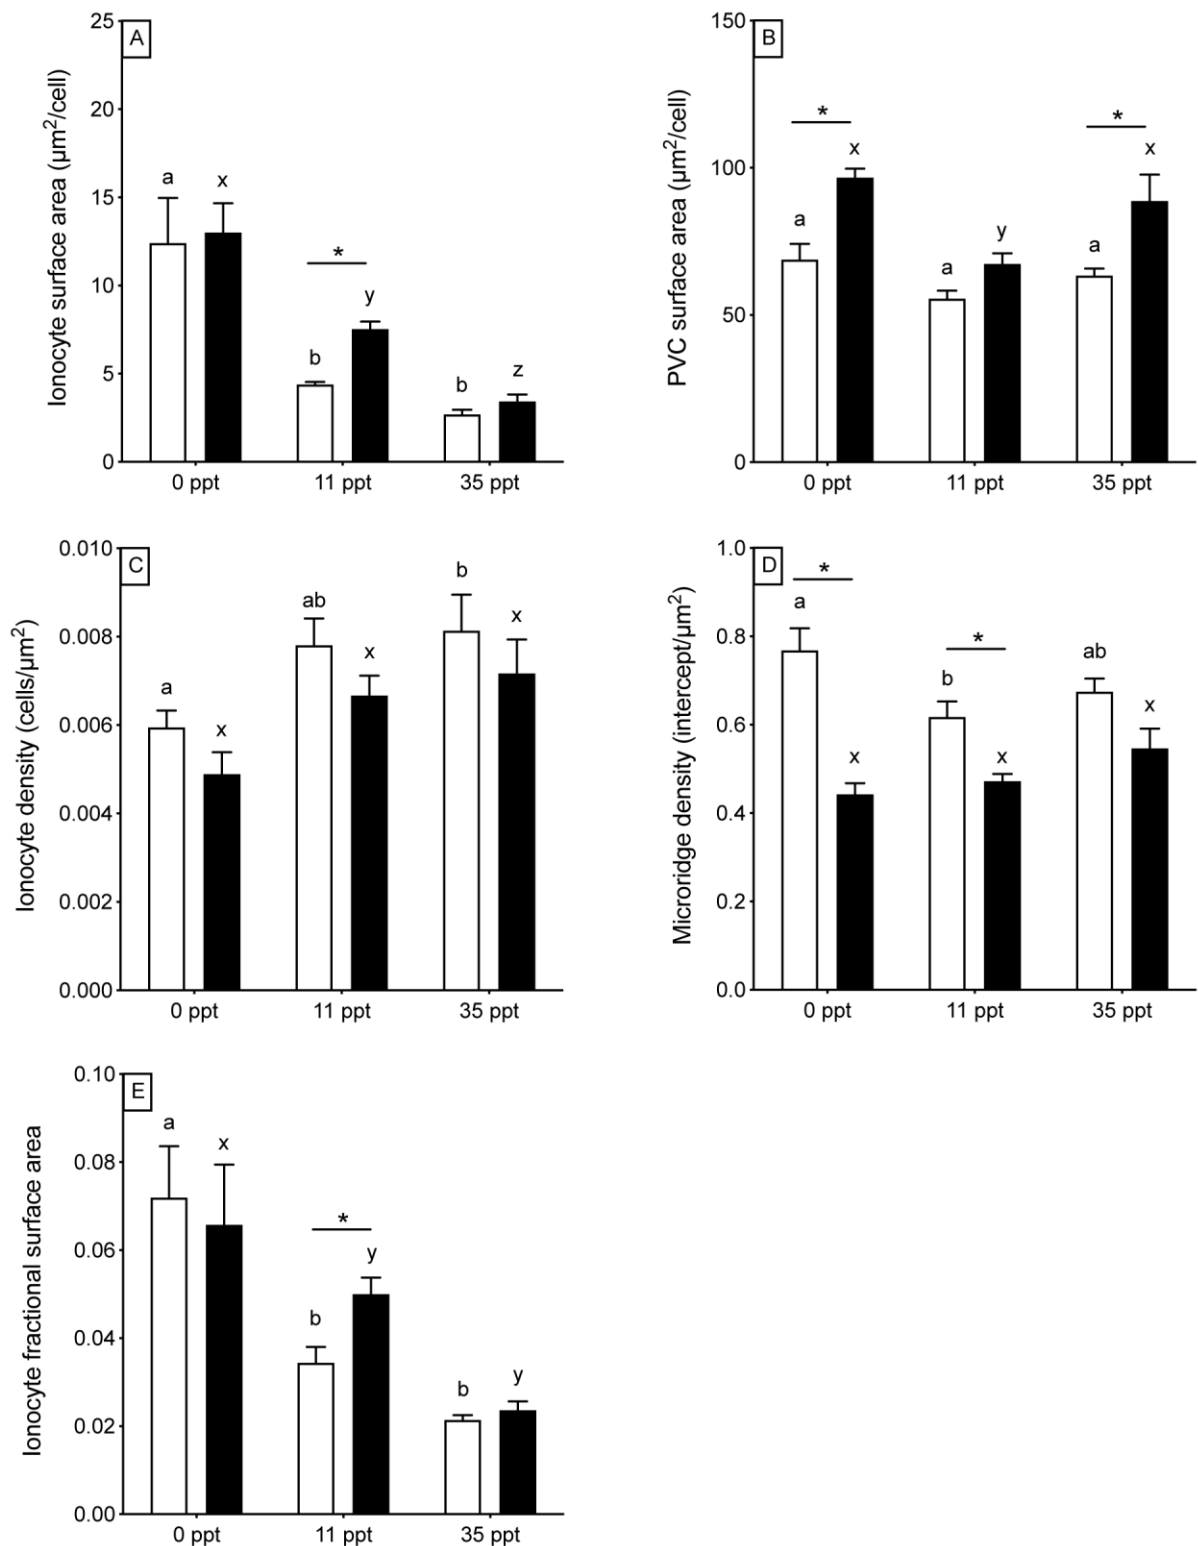 A
Ionocyte surface area (µm²/cell)
25
20
15
10
5
0
a
x
*
b
y
b
z
0 ppt
11 ppt
35 ppt
B
PVC surface area (µm²/cell)
150
100
50
0
*
a
x
a
y
*
a
x
0 ppt
11 ppt
35 ppt
C
Ionocyte density (cells/µm²)
0.010
0.008
0.006
0.004
0.002
0.000
a
x
ab
x
b
x
0 ppt
11 ppt
35 ppt
D
Microridge density (intercept/µm²)
1.0
0.8
0.6
0.4
0.2
0.0
*
a
x
*
b
x
ab
x
0 ppt
11 ppt
35 ppt
E
Ionocyte fractional surface area
0.10
0.08
0.06
0.04
0.02
0.00
a
x
*
b
y
b
y
0 ppt
11 ppt
35 ppt